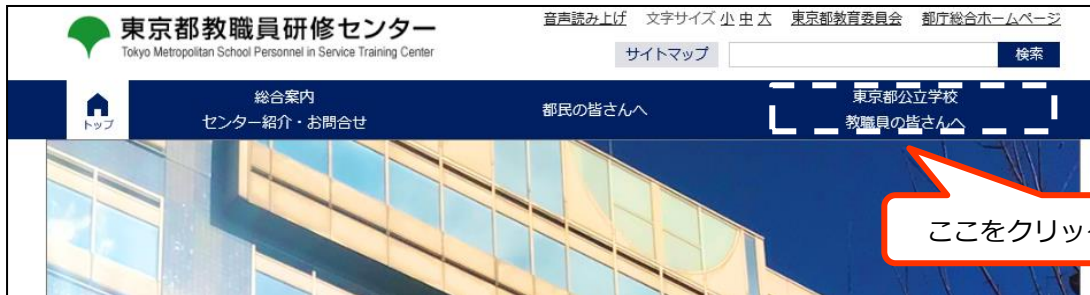 東京都教職員研修センター
Tokyo Metropolitan School Personnel in Service Training Center
音声読み上げ 文字サイズ 小 中 大 東京都教育委員会 都庁総合ホームページ
サイトマップ
検索
トップ
総合案内
センター紹介・お問合せ
都民の皆さんへ
東京都公立学校
教職員の皆さんへ
ここをクリッ